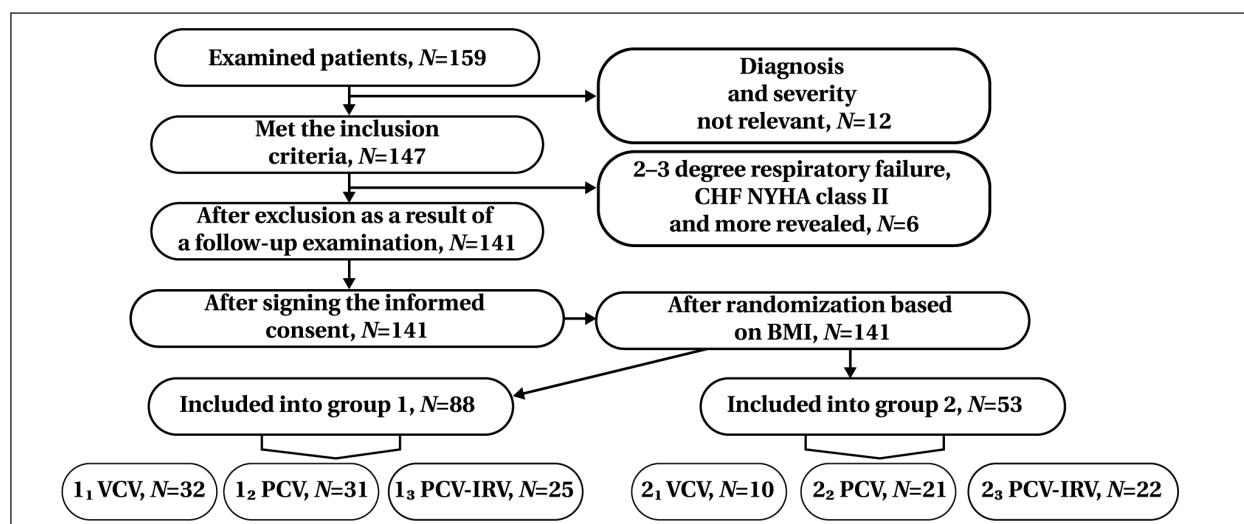 Examined patients, N=159
Diagnosis
and severity
not relevant, N=12
Met the inclusion
criteria, N=147
2–3 degree respiratory failure,
CHF NYHA class II
and more revealed, N=6
After exclusion as a result of
a follow-up examination, N=141
After signing the informed
consent, N=141
After randomization based
on BMI, N=141
Included into group 1, N=88
Included into group 2, N=53
1₁ VCV, N=32
1₂ PCV, N=31
1₃ PCV-IRV, N=25
2₁ VCV, N=10
2₂ PCV, N=21
2₃ PCV-IRV, N=22